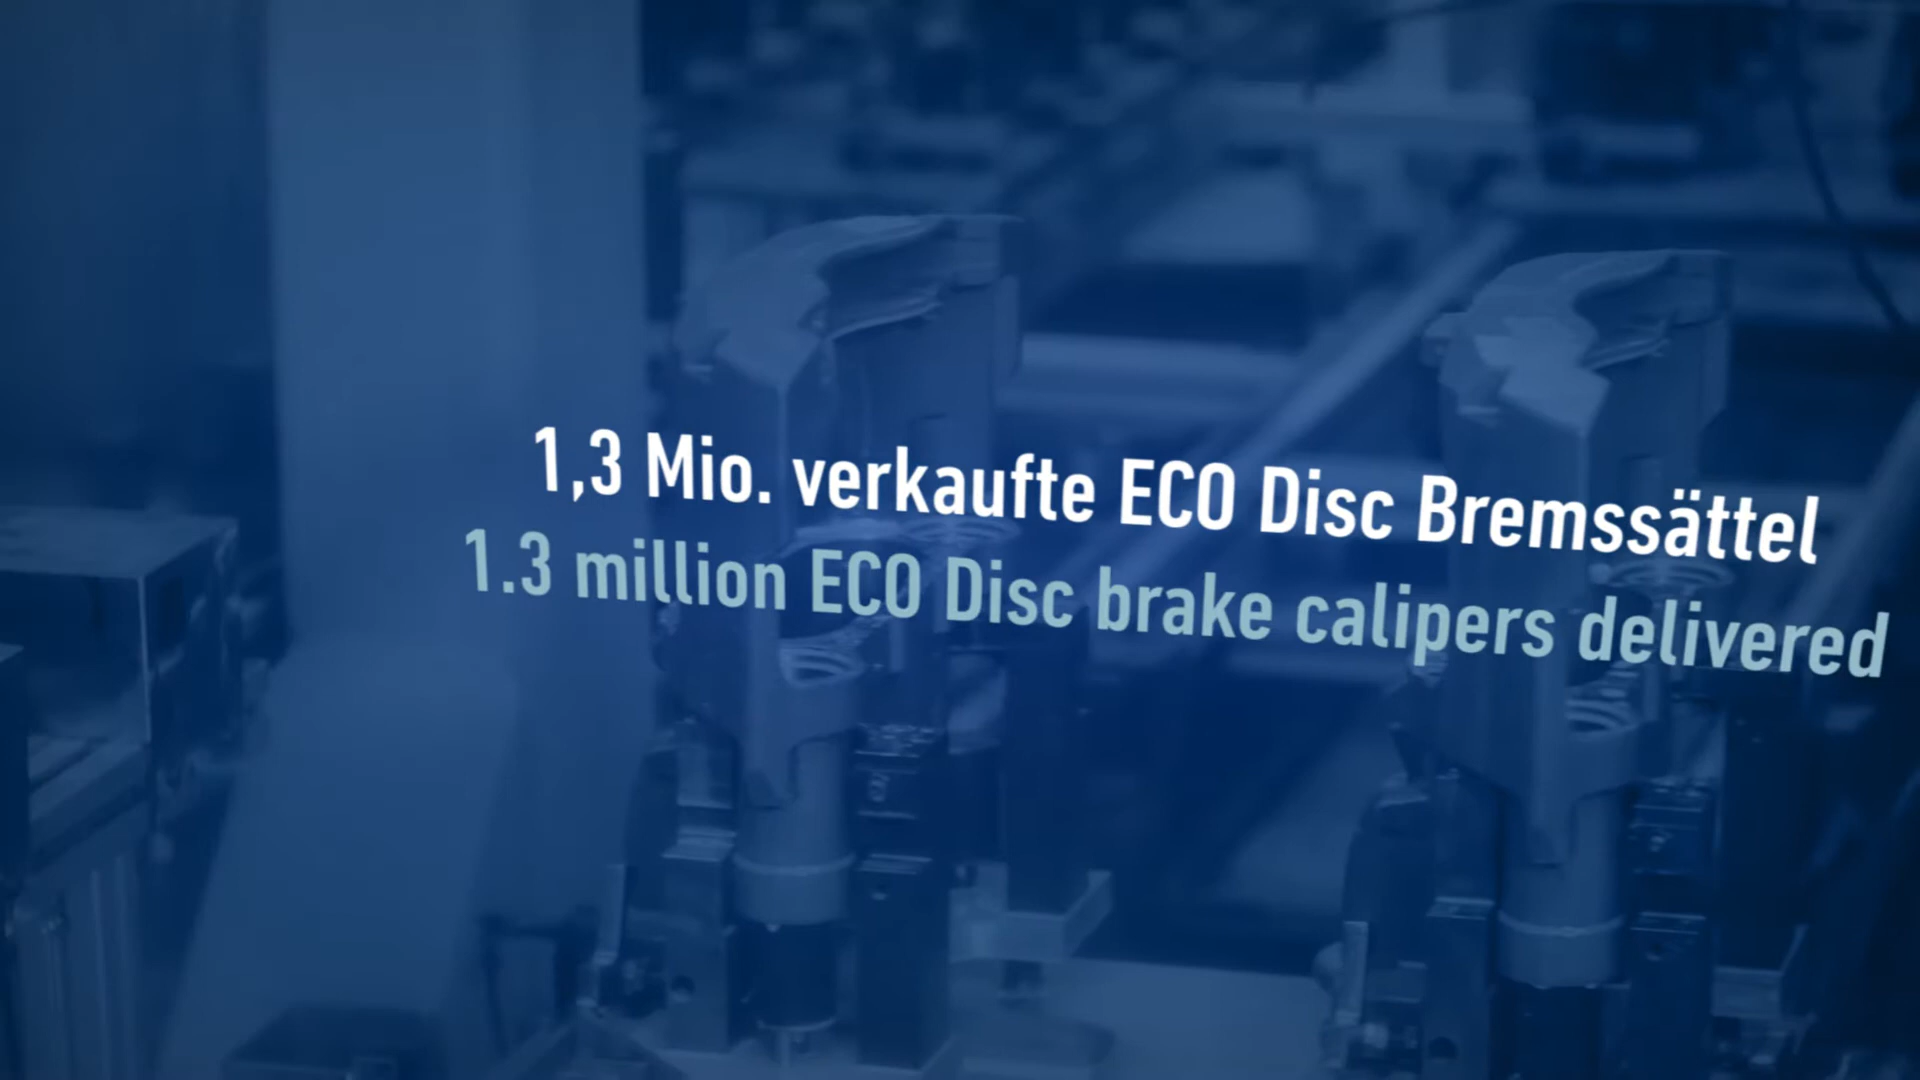 1,3 Mio. verkaufte ECO Disc Bremssättel
1.3 million ECO Disc brake calipers delivered